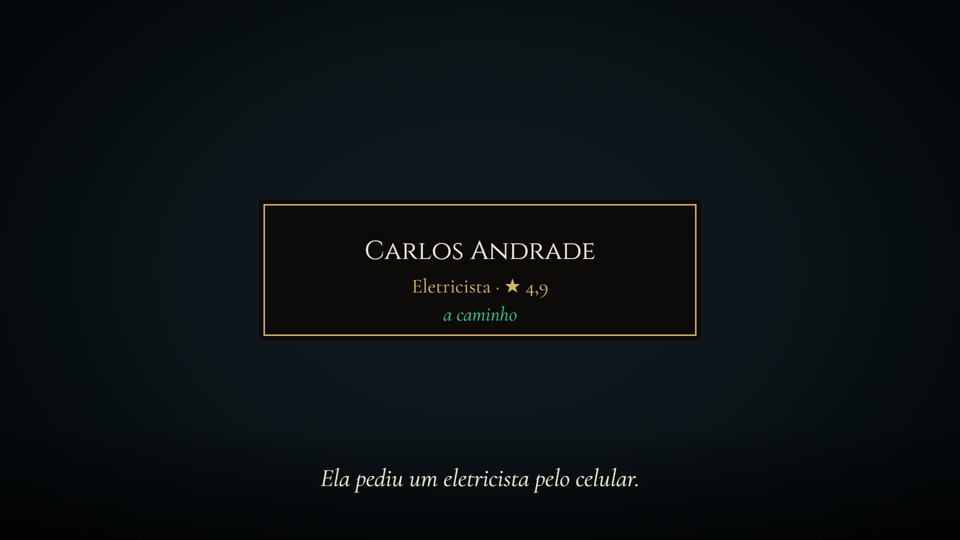 Carlos Andrade
Eletricista · ★ 4,9
a caminho
Ela pediu um eletricista pelo celular.